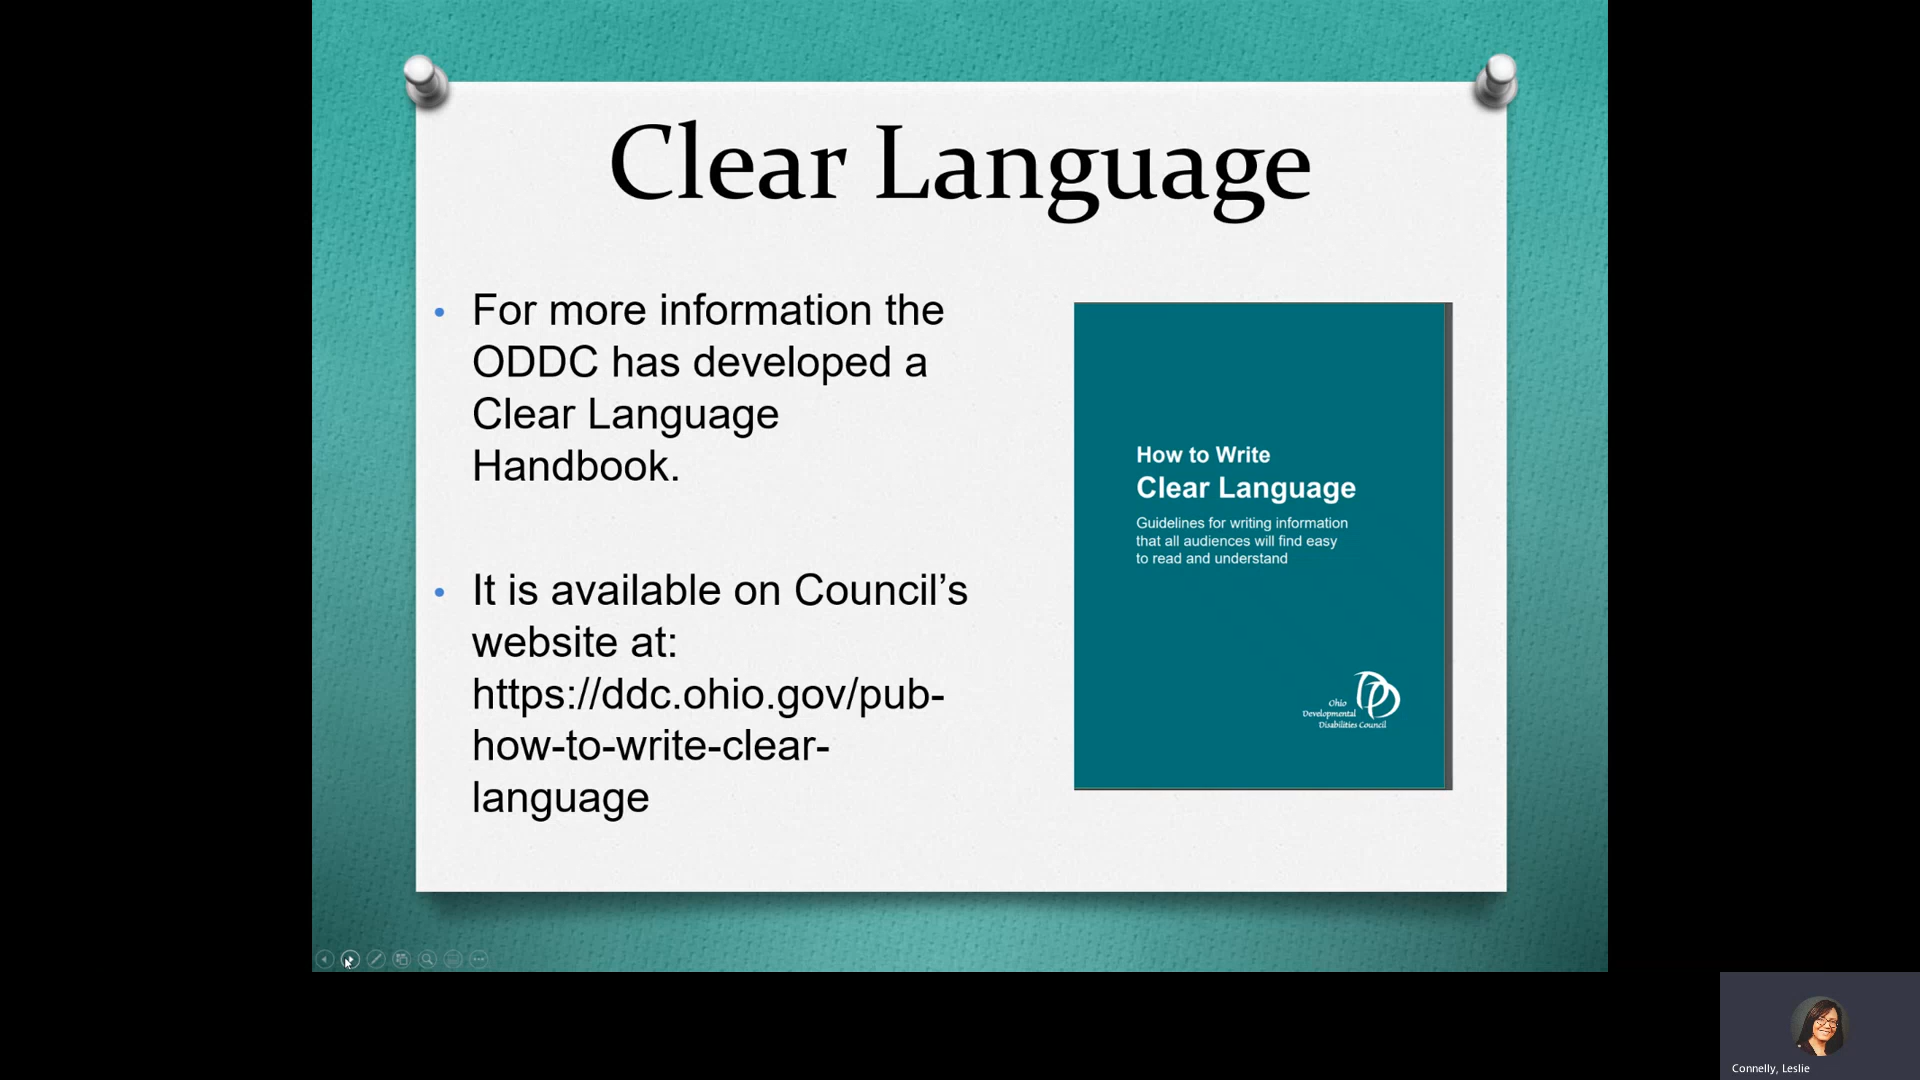 Clear Language
• For more information the
ODDC has developed a
Clear Language
Handbook.
• It is available on Council’s
website at:
https://ddc.ohio.gov/pub-
how-to-write-clear-
language
How to Write
Clear Language
Guidelines for writing information
that all audiences will find easy
to read and understand
Ohio
Developmental
Disabilities Council
Connelly, Leslie